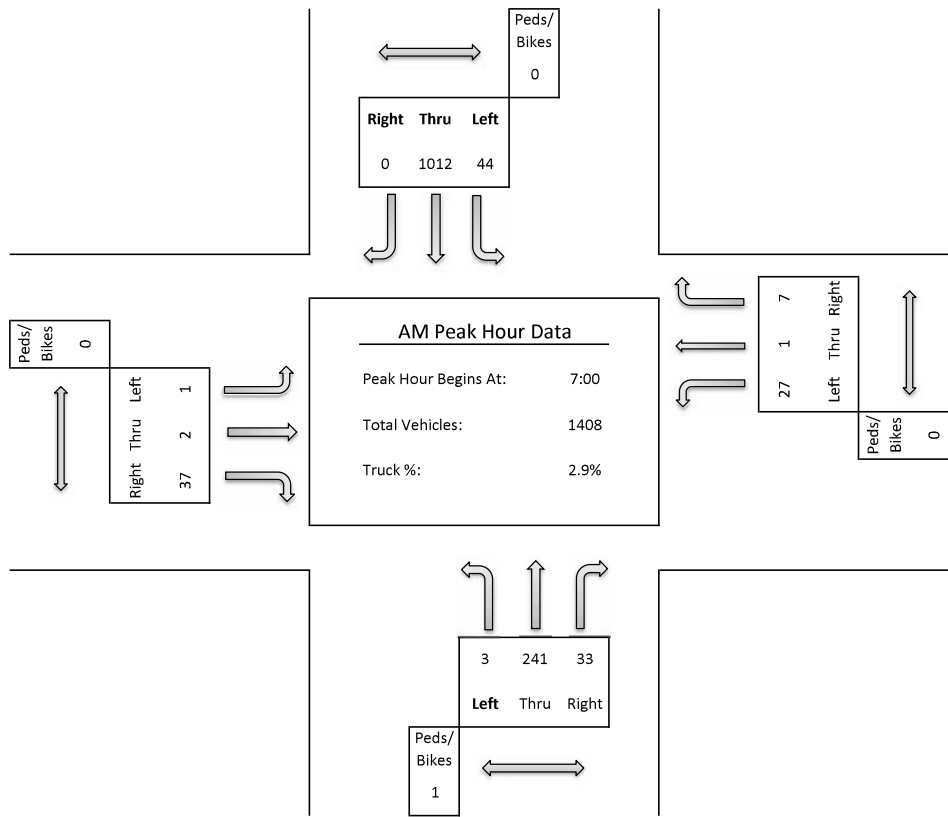 Peds/
Bikes
0
Right Thru Left
0 1012 44
Peds/
Bikes
0
Left 1
Thru 2
Right 37
AM Peak Hour Data
Peak Hour Begins At: 7:00
Total Vehicles: 1408
Truck %: 2.9%
7 Right
1 Thru
27 Left
Peds/
Bikes
0
3 241 33
Left Thru Right
Peds/
Bikes
1